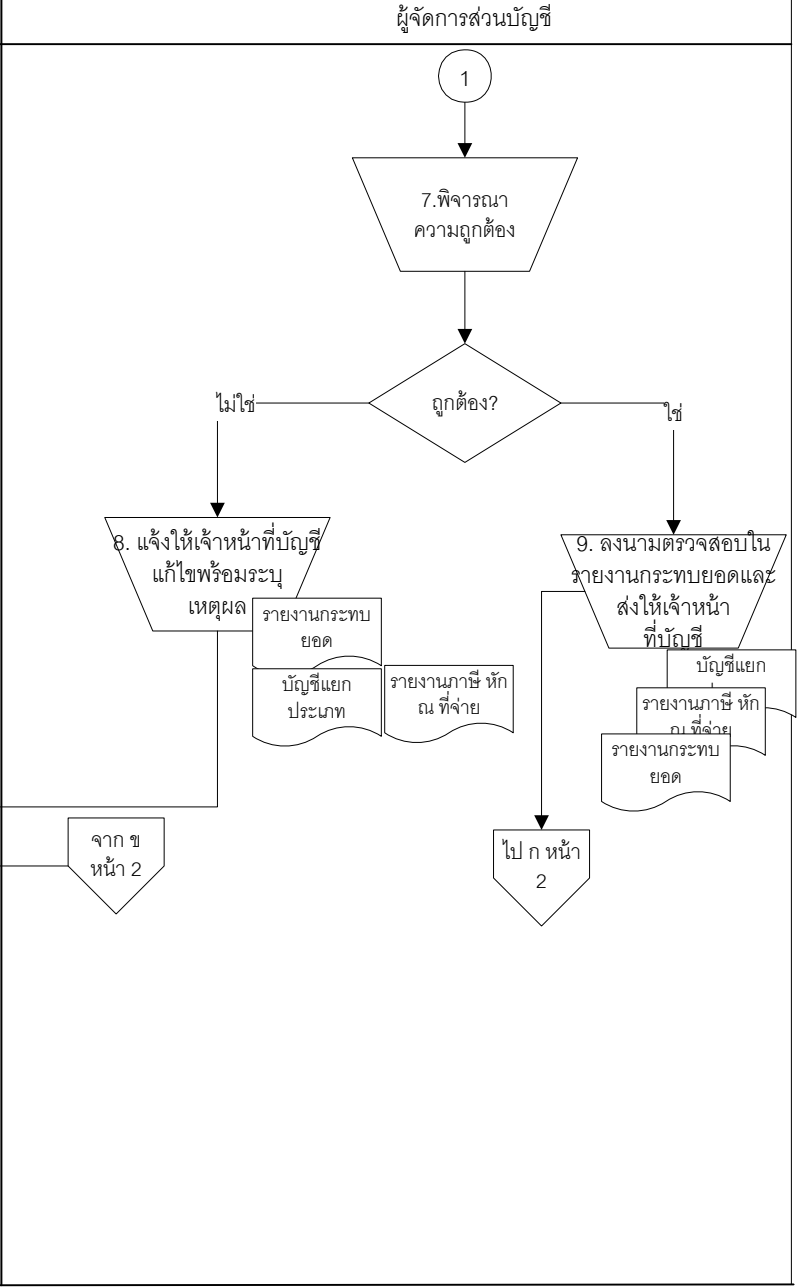 ผู้จัดการส่วนบัญชี
1
7.พิจารณา
ความถูกต้อง
ถูกต้อง?
ไม่ใช่
ใช่
8. แจ้งให้เจ้าหน้าที่บัญชี
แก้ไขพร้อมระบุ
เหตุผล
รายงานกระทบ
ยอด
บัญชีแยก
ประเภท
รายงานภาษี หัก
ณ ที่จ่าย
9. ลงนามตรวจสอบใน
รายงานกระทบยอดและ
ส่งให้เจ้าหน้า
ที่บัญชี
บัญชีแยก
รายงานภาษี หัก
ณ ที่จ่าย
รายงานกระทบ
ยอด
จาก ข
หน้า 2
ไป ก หน้า
2